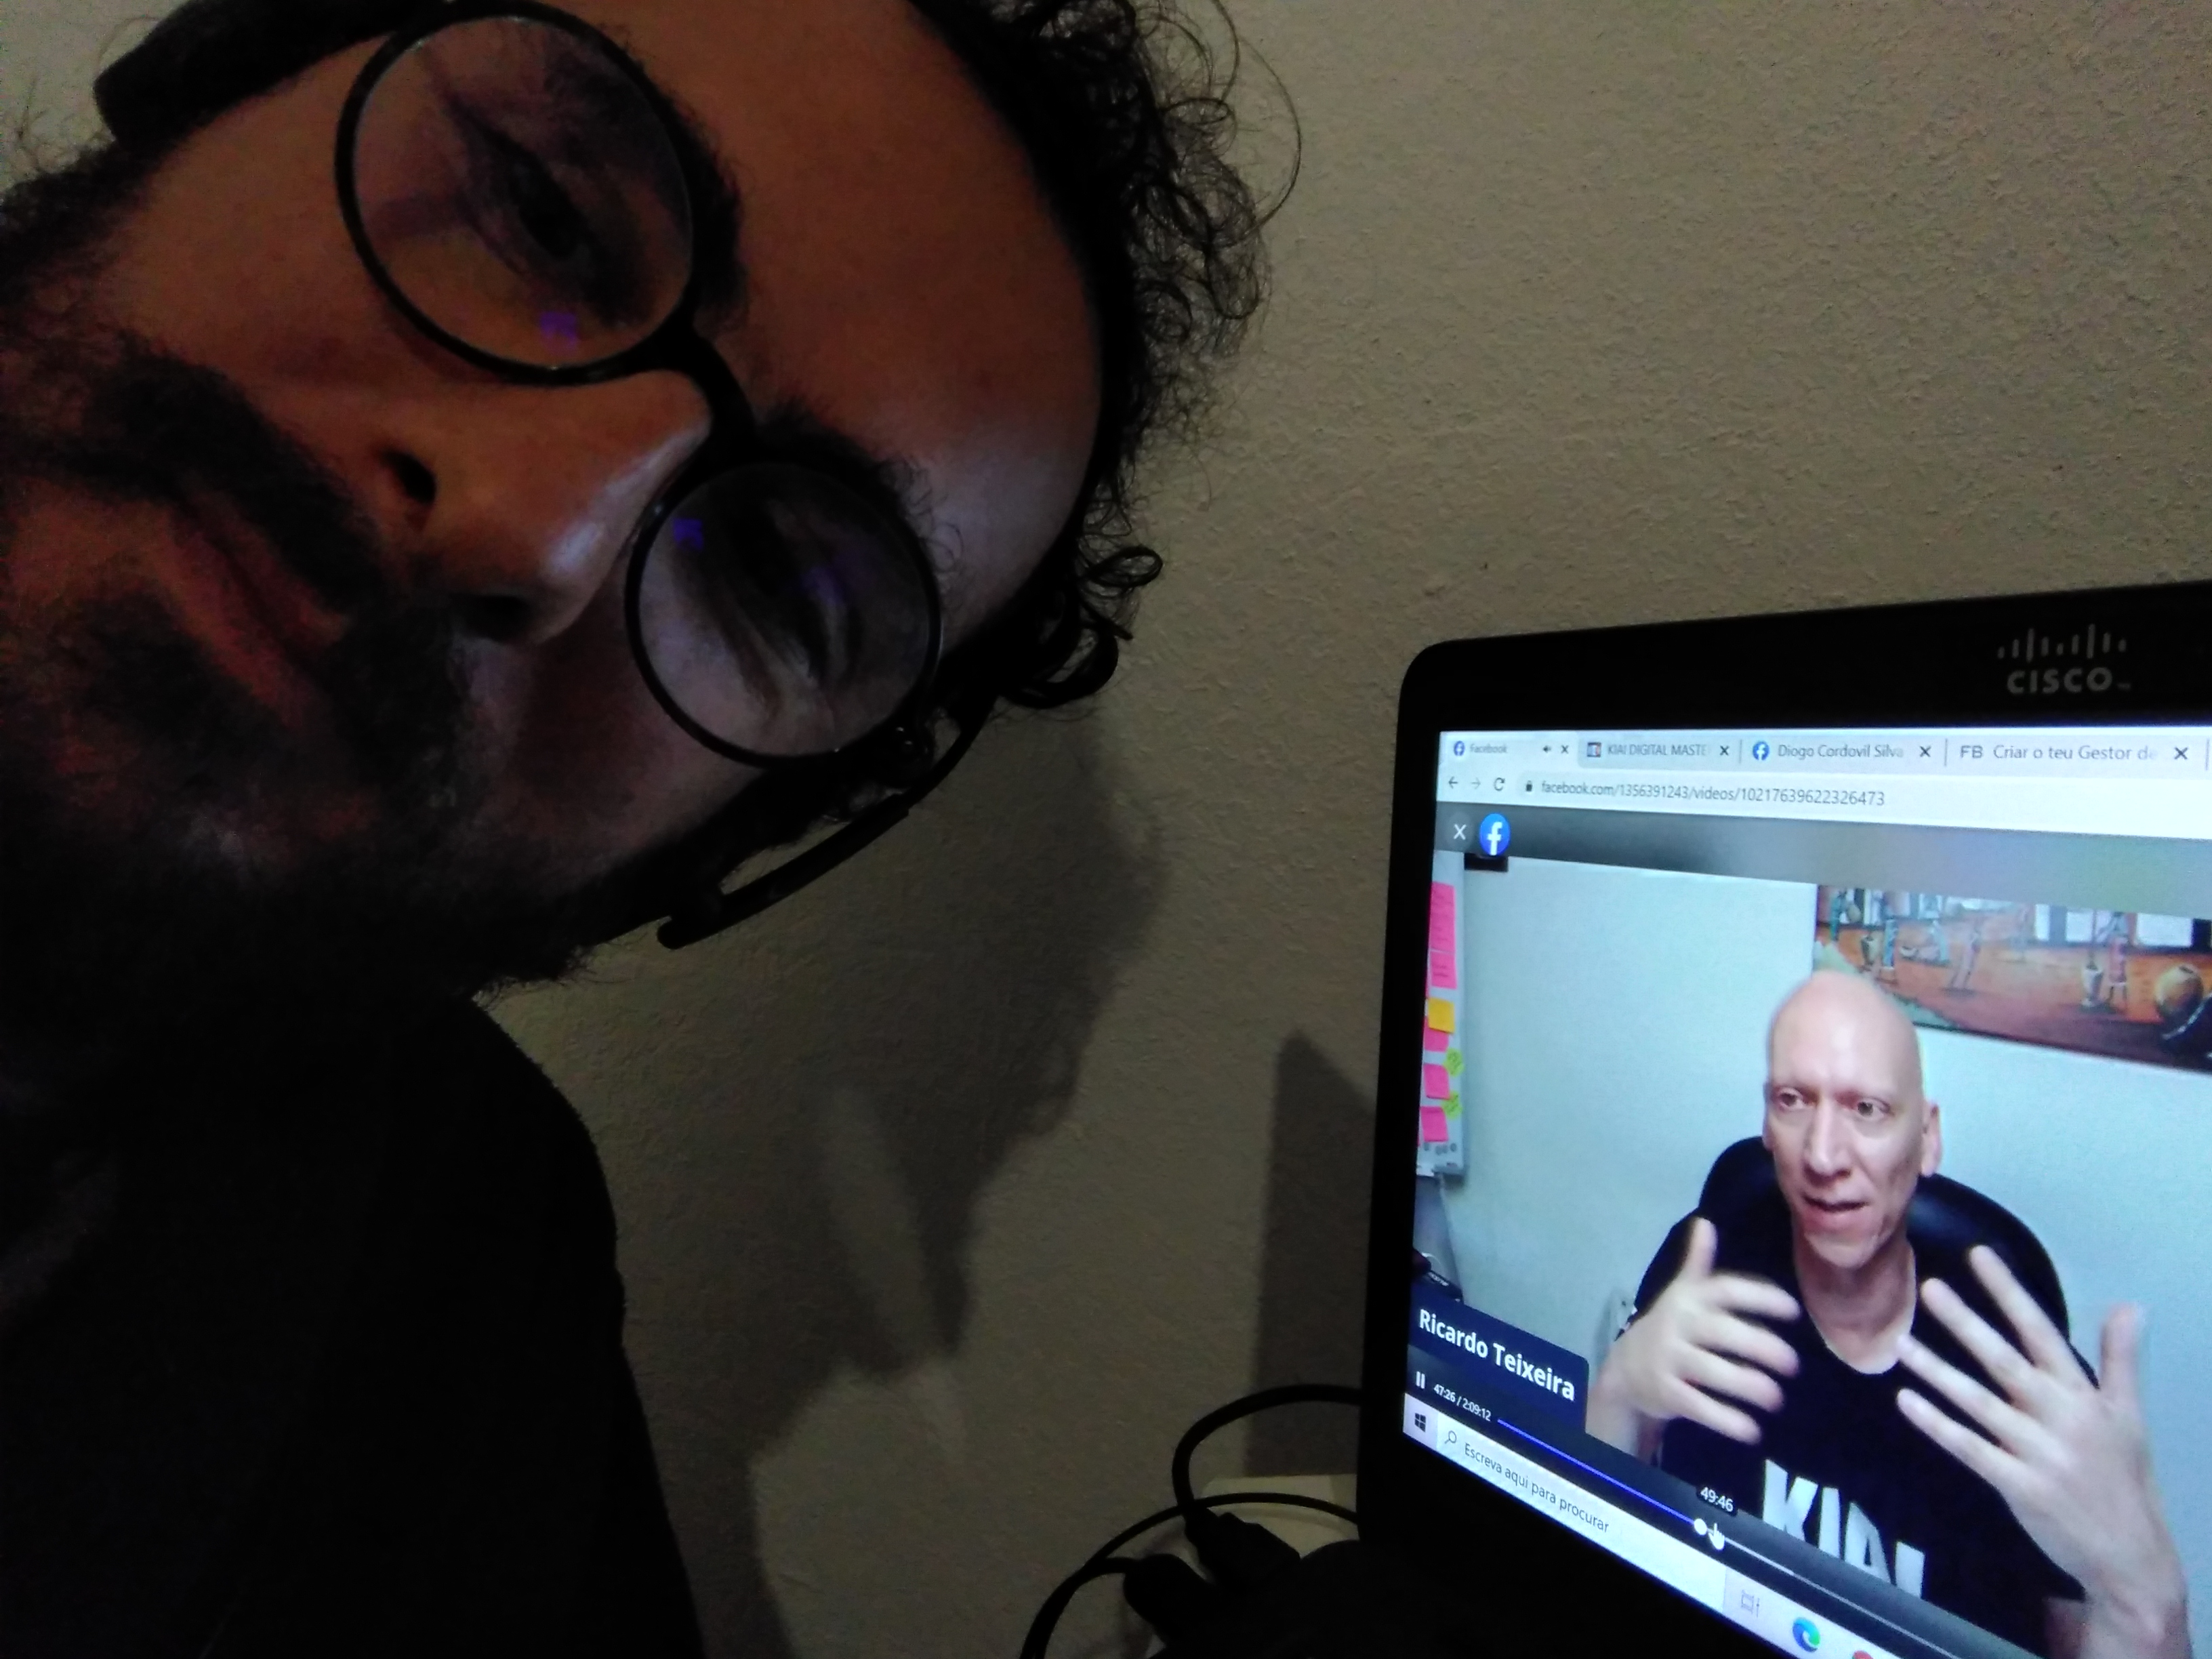 CISCO
Facebook
KIAI DIGITAL MASTE
Diogo Cordovil Silva
FB Criar o teu Gestor de
facebook.com/1356391243/videos/10217639622326473
Ricardo Teixeira
47:26 / 2:09:12
49:46
Escreva aqui para procurar
KIAI